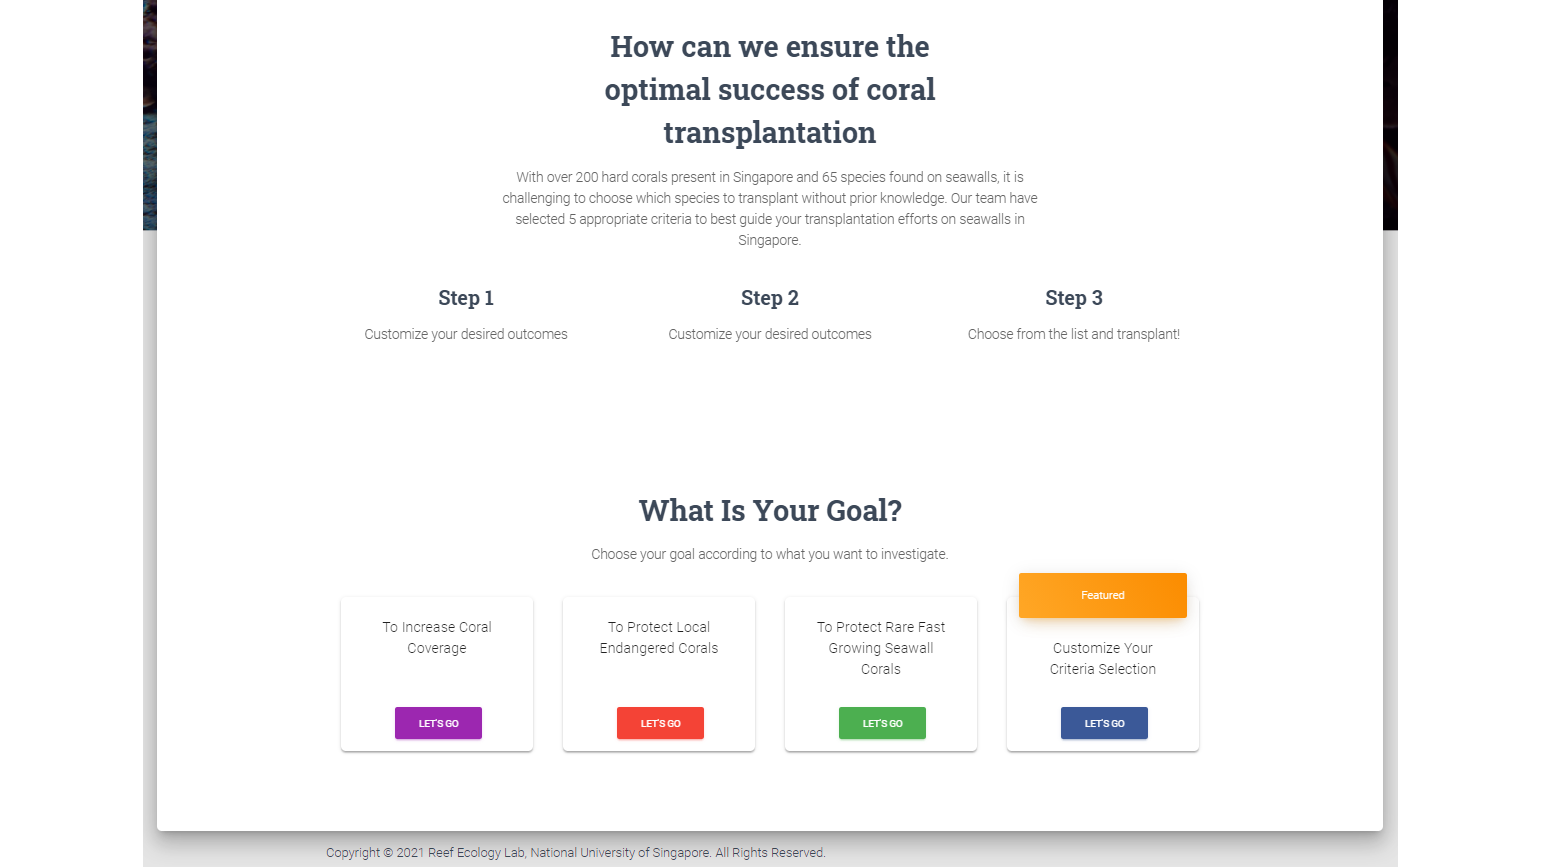 How can we ensure the
optimal success of coral
transplantation
With over 200 hard corals present in Singapore and 65 species found on seawalls, it is
challenging to choose which species to transplant without prior knowledge. Our team have
selected 5 appropriate criteria to best guide your transplantation efforts on seawalls in
Singapore.
Step 1
Customize your desired outcomes
Step 2
Customize your desired outcomes
Step 3
Choose from the list and transplant!
What Is Your Goal?
Choose your goal according to what you want to investigate.
To Increase Coral
Coverage
LET'S GO
To Protect Local
Endangered Corals
LET'S GO
To Protect Rare Fast
Growing Seawall
Corals
LET'S GO
Featured
Customize Your
Criteria Selection
LET'S GO
Copyright © 2021 Reef Ecology Lab, National University of Singapore. All Rights Reserved.